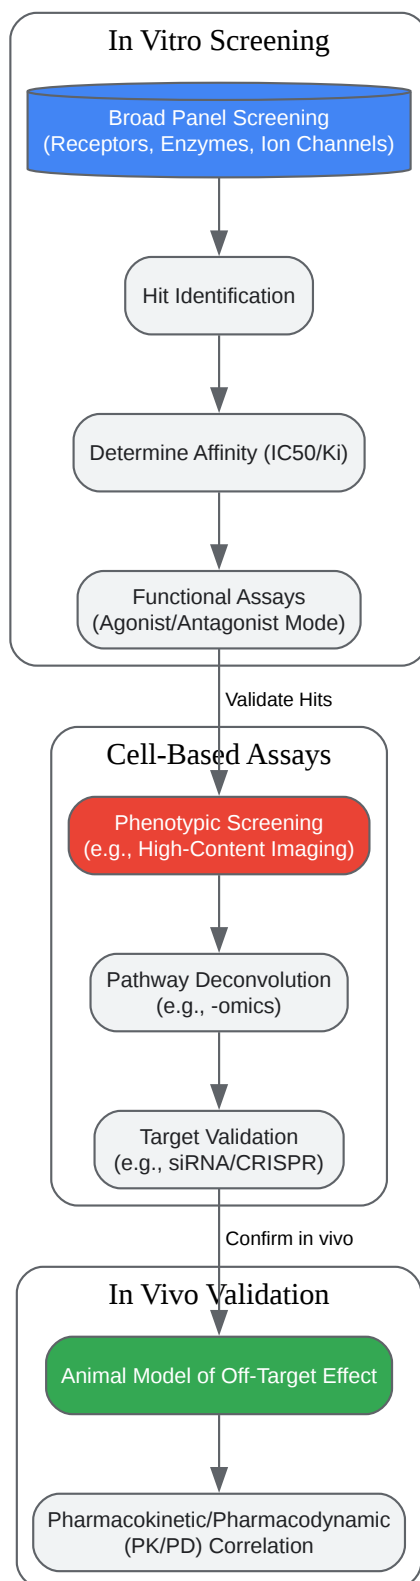 In Vitro Screening
Broad Panel Screening
(Receptors, Enzymes, Ion Channels)
Hit Identification
Determine Affinity (IC50/Ki)
Functional Assays
(Agonist/Antagonist Mode)
Validate Hits
Cell-Based Assays
Phenotypic Screening
(e.g., High-Content Imaging)
Pathway Deconvolution
(e.g., -omics)
Target Validation
(e.g., siRNA/CRISPR)
Confirm in vivo
In Vivo Validation
Animal Model of Off-Target Effect
Pharmacokinetic/Pharmacodynamic
(PK/PD) Correlation